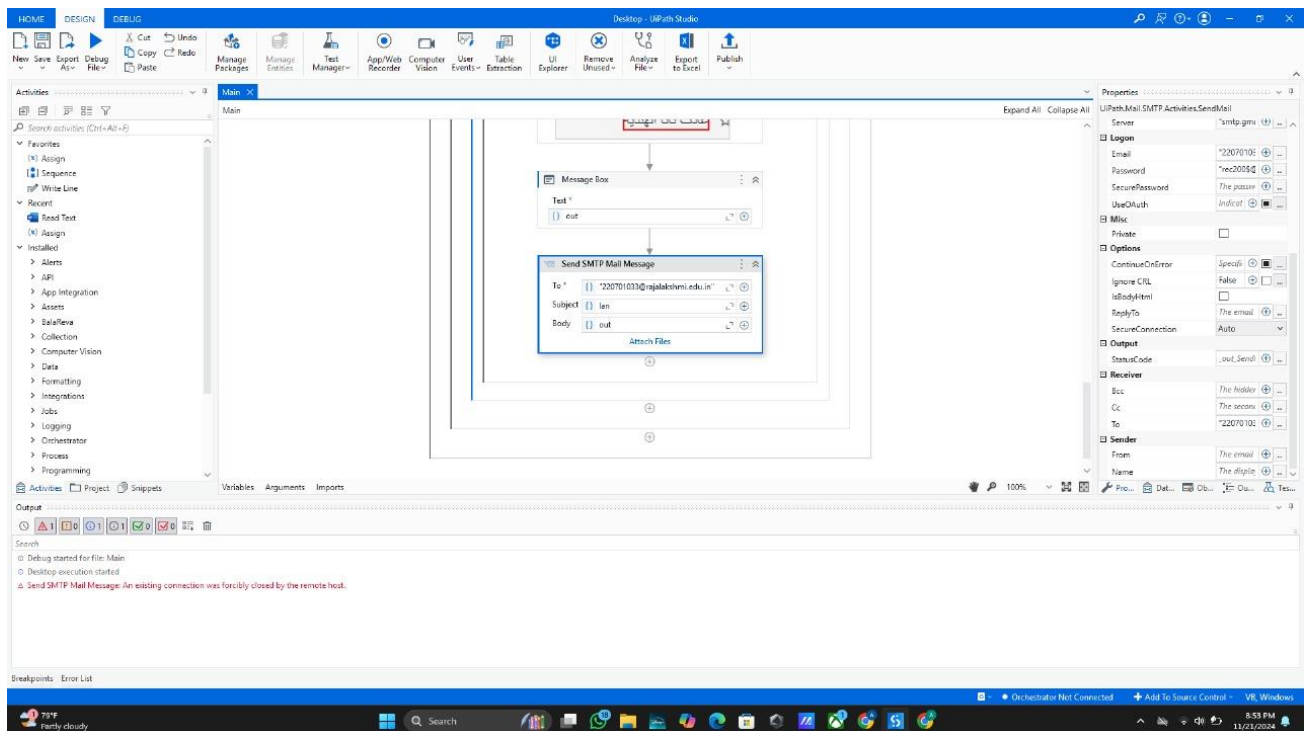 HOME DESIGN DEBUG Desktop - UiPath Studio
New Save Export As Debug File Cut Copy Paste Undo Redo Manage Packages Manage Entities Test Manager App/Web Recorder Computer Vision User Events Table Extraction UI Explorer Remove Unused Analyze File Export to Excel Publish
Activities
Search activities (Ctrl+Alt+F)
Favorites
Assign
Sequence
Write Line
Recent
Read Text
Assign
Installed
Alerts
API
App Integration
Assets
BalaReva
Collection
Computer Vision
Data
Formatting
Integrations
Jobs
Logging
Orchestrator
Process
Programming
Activities Project Snippets
Main
Main Expand All Collapse All
Message Box
Text *
out
Send SMTP Mail Message
To * "220701033@rajalakshmi.edu.in"
Subject lan
Body out
Attach Files
Variables Arguments Imports 100%
Properties
UiPath.Mail.SMTP.Activities.SendMail
Server "smtp.gm
Logon
Email "2207010
Password "rec200$
SecurePassword The passw
UseOAuth Indicat
Misc
Private
Options
ContinueOnError Specifi
Ignore CRL False
IsBodyHtml
ReplyTo The email
SecureConnection Auto
Output
StatusCode _out_Send
Receiver
Bcc The hidden
Cc The secon
To "2207010
Sender
From The email
Name The displa
Pro... Dat... Ob... Ou... Tes...
Output
1 0 1 1 0 0
Search
Debug started for file: Main
Desktop execution started
Send SMTP Mail Message: An existing connection was forcibly closed by the remote host.
Breakpoints Error List
Orchestrator Not Connected Add To Source Control VB, Windows
79°F
Partly cloudy
Search
8:53 PM
11/21/2024